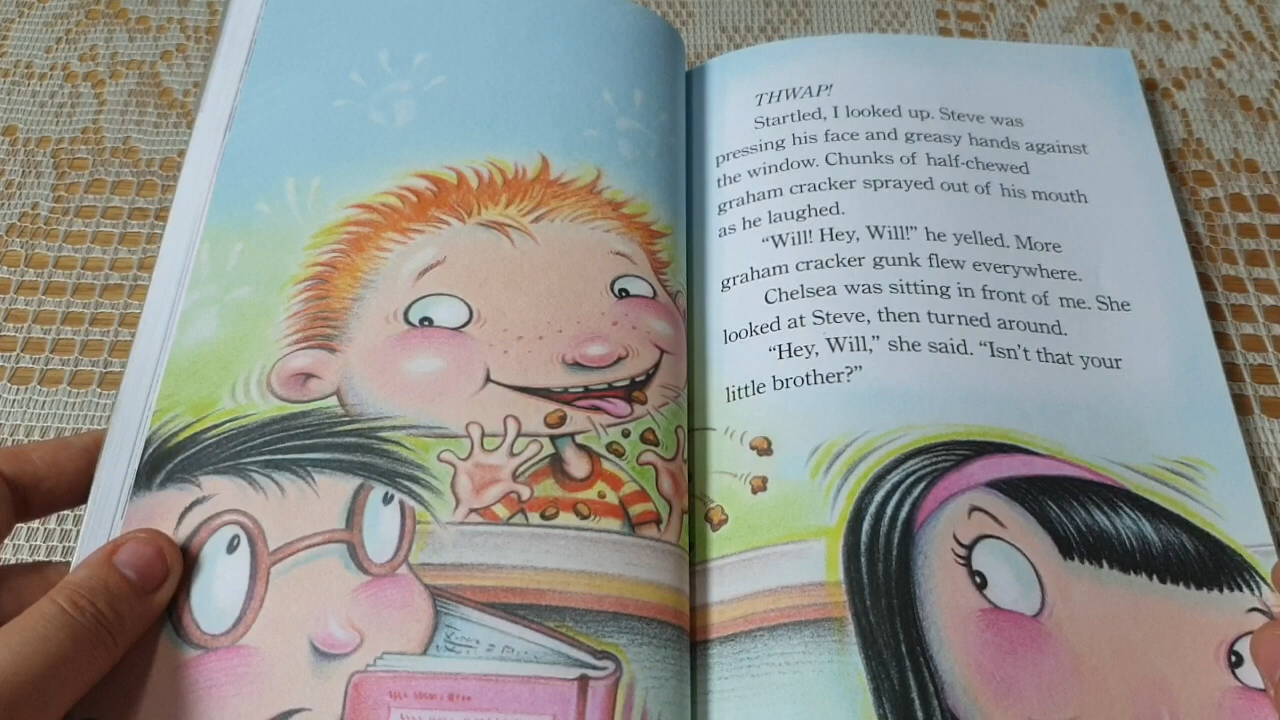 THWAP!
Startled, I looked up. Steve was
pressing his face and greasy hands against
the window. Chunks of half-chewed
graham cracker sprayed out of his mouth
as he laughed.
“Will! Hey, Will!” he yelled. More
graham cracker gunk flew everywhere.
Chelsea was sitting in front of me. She
looked at Steve, then turned around.
“Hey, Will,” she said. “Isn’t that your
little brother?”